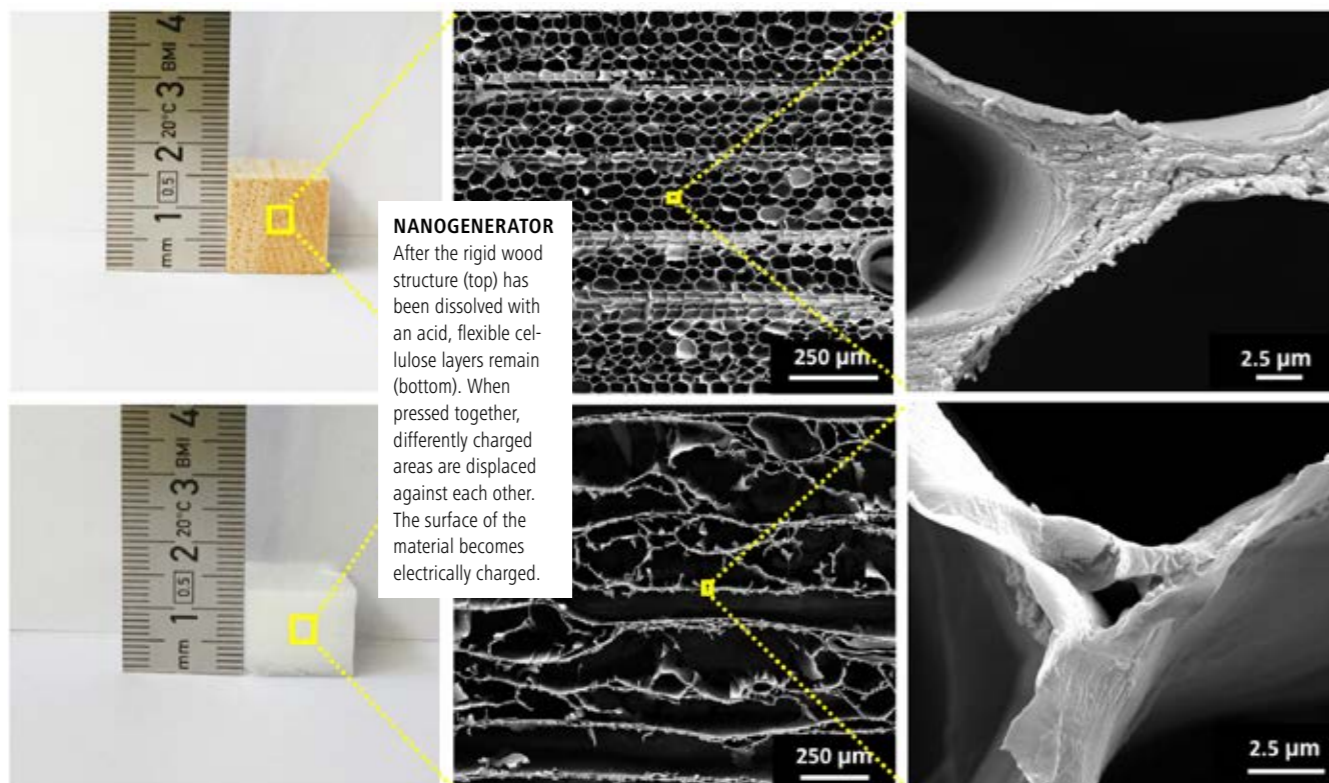 mm 1 0.5 2 20°C 3 BMI 4
250 µm
2.5 µm
NANOGENERATOR
After the rigid wood
structure (top) has
been dissolved with
an acid, flexible cel-
lulose layers remain
(bottom). When
pressed together,
differently charged
areas are displaced
against each other.
The surface of the
material becomes
electrically charged.
mm 1 0.5 2 20°C 3 BMI 4
250 µm
2.5 µm